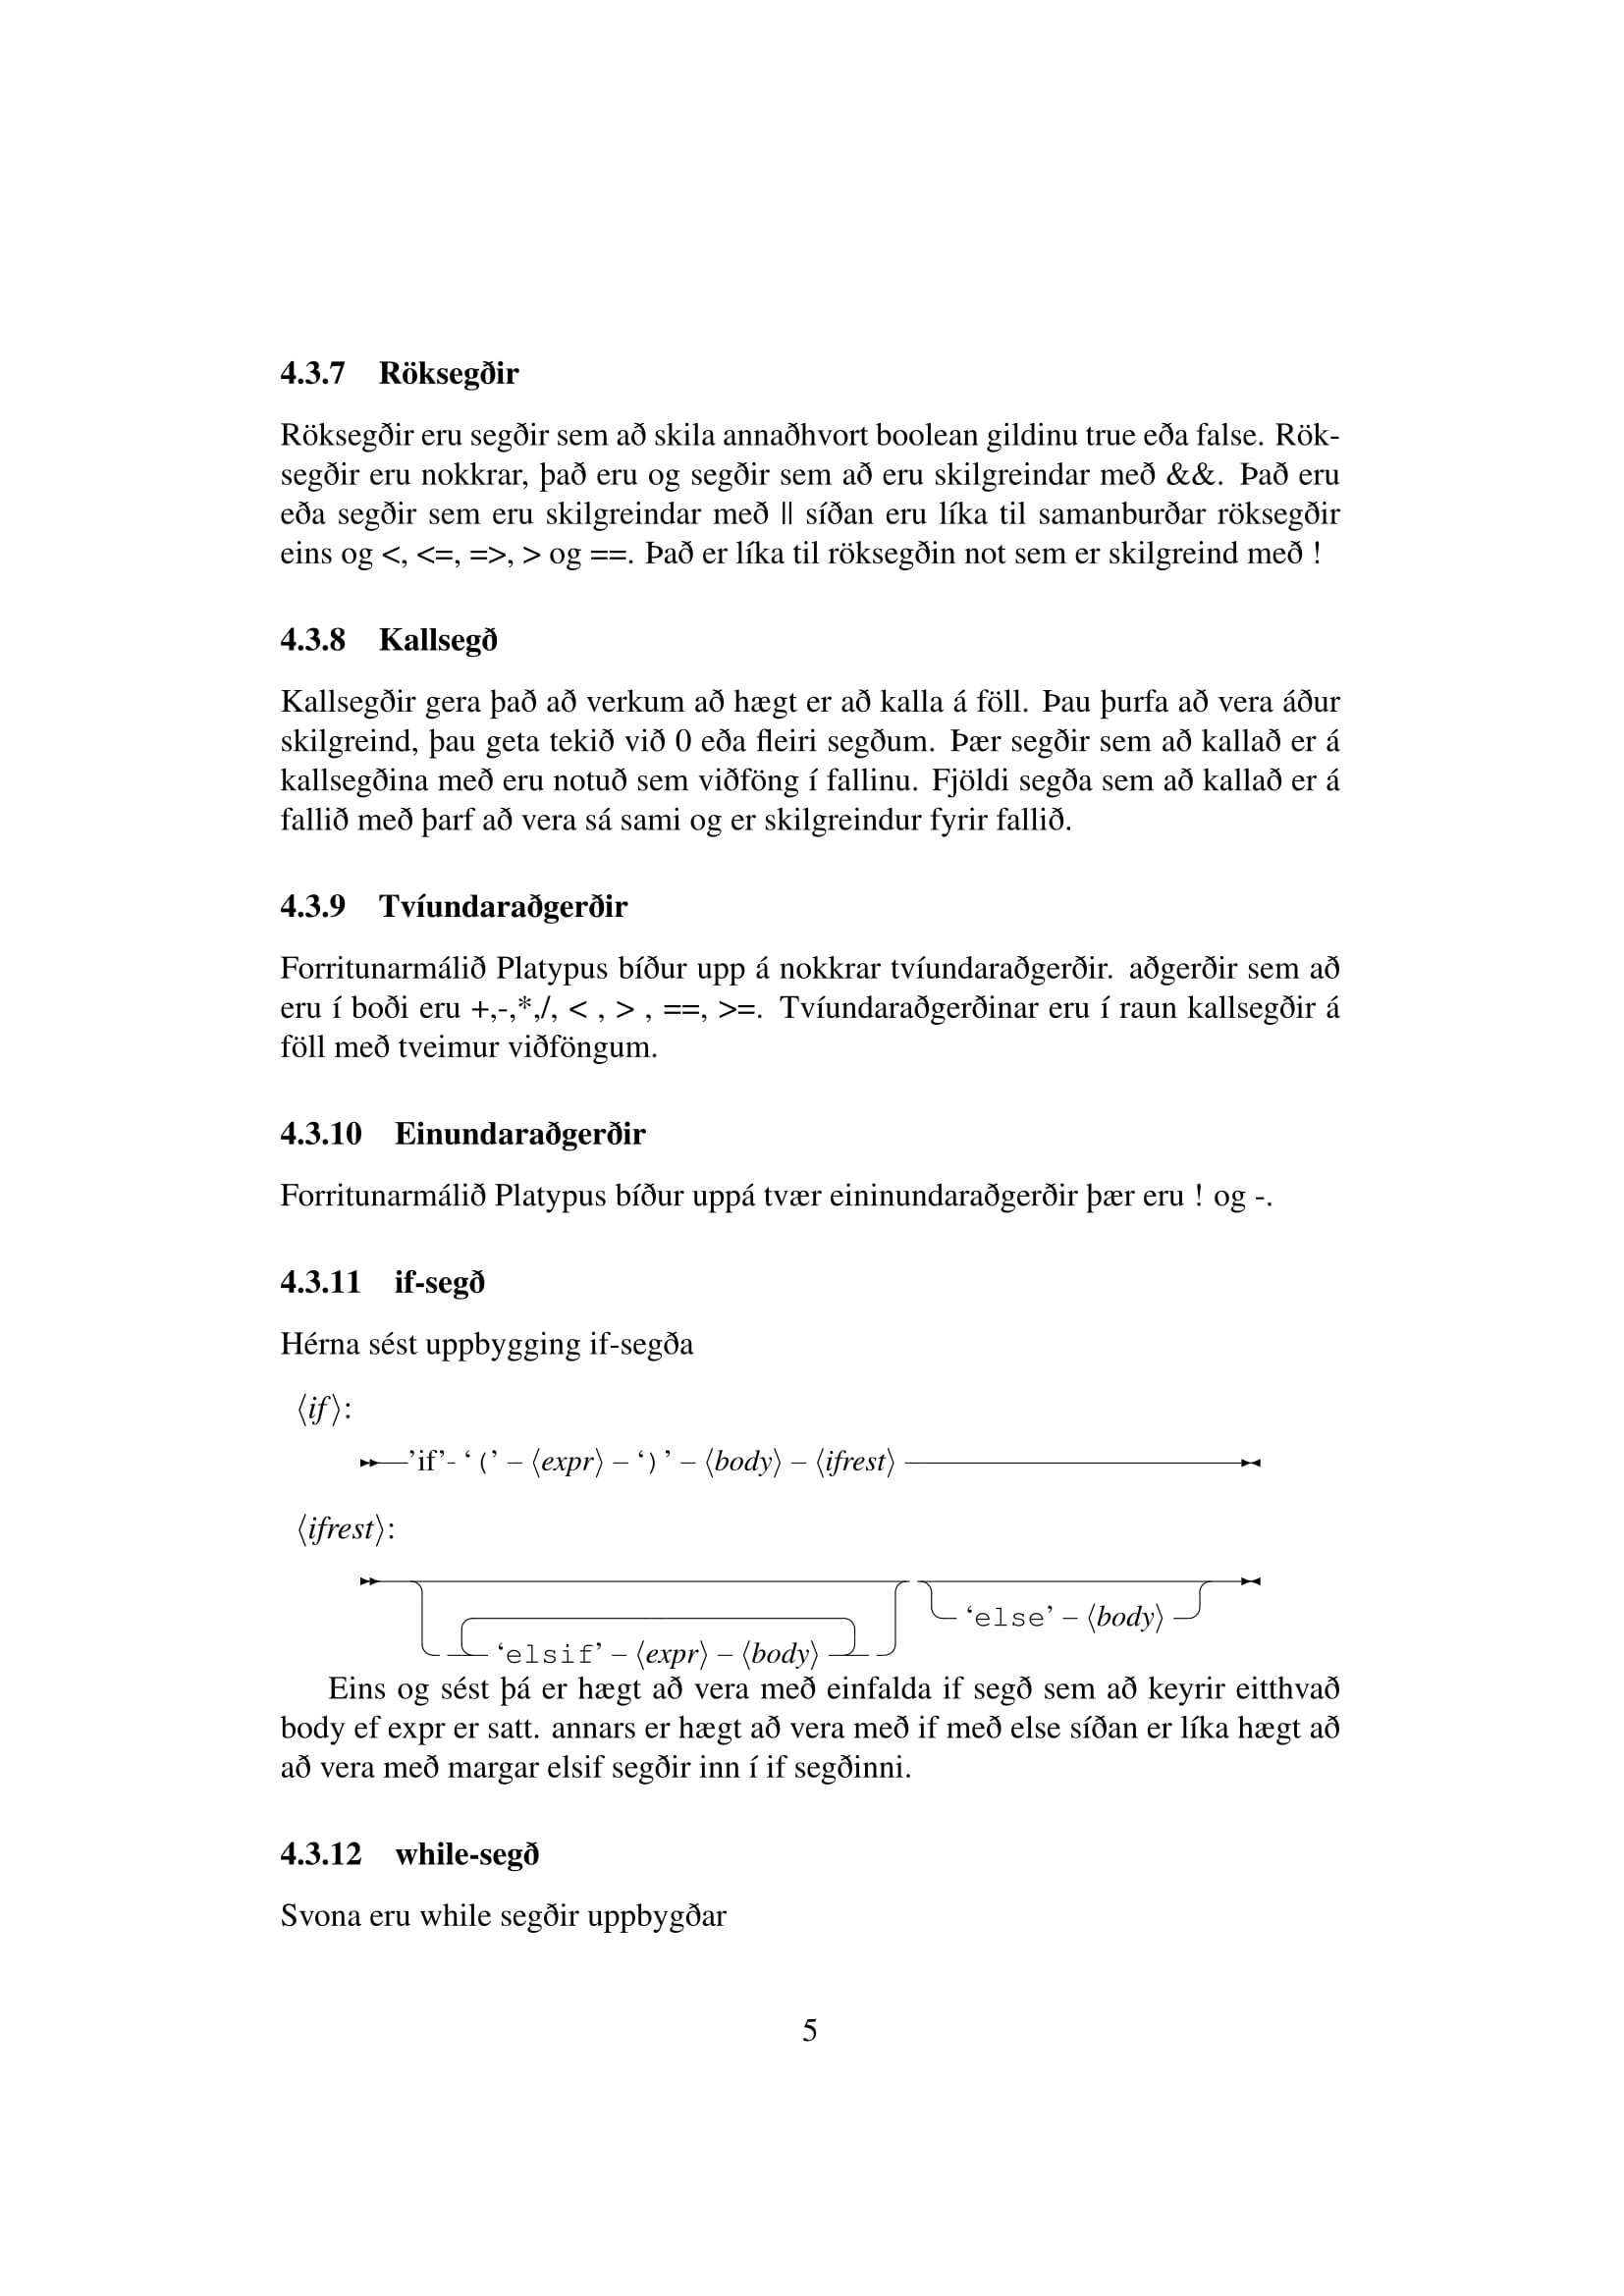 4.3.7 Röksegðir
Röksegðir eru segðir sem að skila annaðhvort boolean gildinu true eða false. Rök-
segðir eru nokkrar, það eru og segðir sem að eru skilgreindar með &&. Það eru
eða segðir sem eru skilgreindar með || síðan eru líka til samanburðar röksegðir
eins og <, <=, =>, > og ==. Það er líka til röksegðin not sem er skilgreind með !
4.3.8 Kallsegð
Kallsegðir gera það að verkum að hægt er að kalla á föll. Þau þurfa að vera áður
skilgreind, þau geta tekið við 0 eða fleiri segðum. Þær segðir sem að kallað er á
kallsegðina með eru notuð sem viðföng í fallinu. Fjöldi segða sem að kallað er á
fallið með þarf að vera sá sami og er skilgreindur fyrir fallið.
4.3.9 Tvíundaraðgerðir
Forritunarmálið Platypus bíður upp á nokkrar tvíundaraðgerðir. aðgerðir sem að
eru í boði eru +,-,*,/, < , > , ==, >=. Tvíundaraðgerðinar eru í raun kallsegðir á
föll með tveimur viðföngum.
4.3.10 Einundaraðgerðir
Forritunarmálið Platypus bíður uppá tvær eininundaraðgerðir þær eru ! og -.
4.3.11 if-segð
Hérna sést uppbygging if-segða
⟨if⟩:
’if’- ‘(’ – ⟨expr⟩ – ‘)’ – ⟨body⟩ – ⟨ifrest⟩
⟨ifrest⟩:
‘else’ – ⟨body⟩
‘elsif’ – ⟨expr⟩ – ⟨body⟩
Eins og sést þá er hægt að vera með einfalda if segð sem að keyrir eitthvað
body ef expr er satt. annars er hægt að vera með if með else síðan er líka hægt að
að vera með margar elsif segðir inn í if segðinni.
4.3.12 while-segð
Svona eru while segðir uppbygðar
5